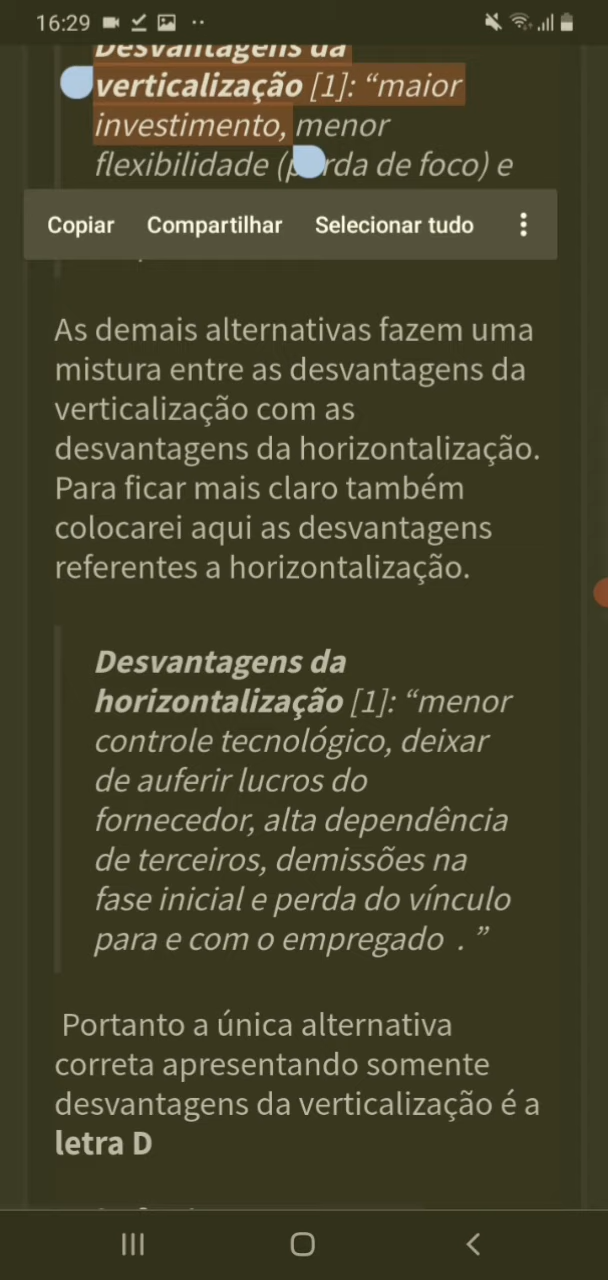 16:29
Desvantagens da
verticalização [1]: “maior
investimento, menor
flexibilidade (perda de foco) e
Copiar Compartilhar Selecionar tudo
As demais alternativas fazem uma
mistura entre as desvantagens da
verticalização com as
desvantagens da horizontalização.
Para ficar mais claro também
colocarei aqui as desvantagens
referentes a horizontalização.
Desvantagens da
horizontalização [1]: “menor
controle tecnológico, deixar
de auferir lucros do
fornecedor, alta dependência
de terceiros, demissões na
fase inicial e perda do vínculo
para e com o empregado . ”
Portanto a única alternativa
correta apresentando somente
desvantagens da verticalização é a
letra D